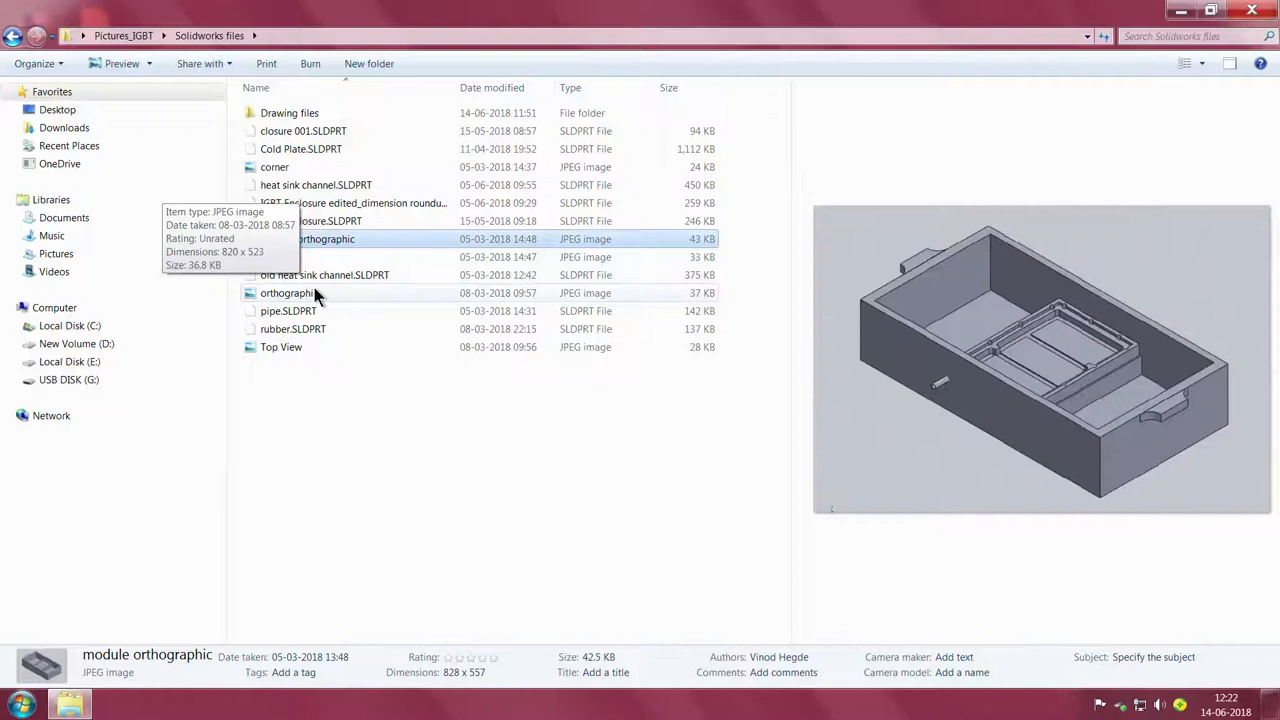 Pictures_IGBT Solidworks files Search Solidworks files
Organize Preview Share with Print Burn New folder
Favorites
Desktop
Downloads
Recent Places
OneDrive
Libraries
Documents
Music
Pictures
Videos
Computer
Local Disk (C:)
New Volume (D:)
Local Disk (E:)
USB DISK (G:)
Network
Name Date modified Type Size
Drawing files 14-06-2018 11:51 File folder
closure 001.SLDPRT 15-05-2018 08:57 SLDPRT File 94 KB
Cold Plate.SLDPRT 11-04-2018 19:52 SLDPRT File 1,112 KB
corner 05-03-2018 14:37 JPEG image 24 KB
heat sink channel.SLDPRT 05-06-2018 09:55 SLDPRT File 450 KB
IGBT Enclosure edited_dimension roundu... 05-06-2018 09:29 SLDPRT File 259 KB
losure.SLDPRT 15-05-2018 09:18 SLDPRT File 246 KB
orthographic 05-03-2018 14:48 JPEG image 43 KB
05-03-2018 14:47 JPEG image 33 KB
old heat sink channel.SLDPRT 05-03-2018 12:42 SLDPRT File 375 KB
orthographi 08-03-2018 09:57 JPEG image 37 KB
pipe.SLDPRT 05-03-2018 14:31 SLDPRT File 142 KB
rubber.SLDPRT 08-03-2018 22:15 SLDPRT File 137 KB
Top View 08-03-2018 09:56 JPEG image 28 KB
Item type: JPEG image
Date taken: 08-03-2018 08:57
Rating: Unrated
Dimensions: 820 x 523
Size: 36.8 KB
module orthographic Date taken: 05-03-2018 13:48 Rating: Size: 42.5 KB Authors: Vinod Hegde Camera maker: Add text Subject: Specify the subject
JPEG image Tags: Add a tag Dimensions: 828 x 557 Title: Add a title Comments: Add comments Camera model: Add a name
12:22
14-06-2018